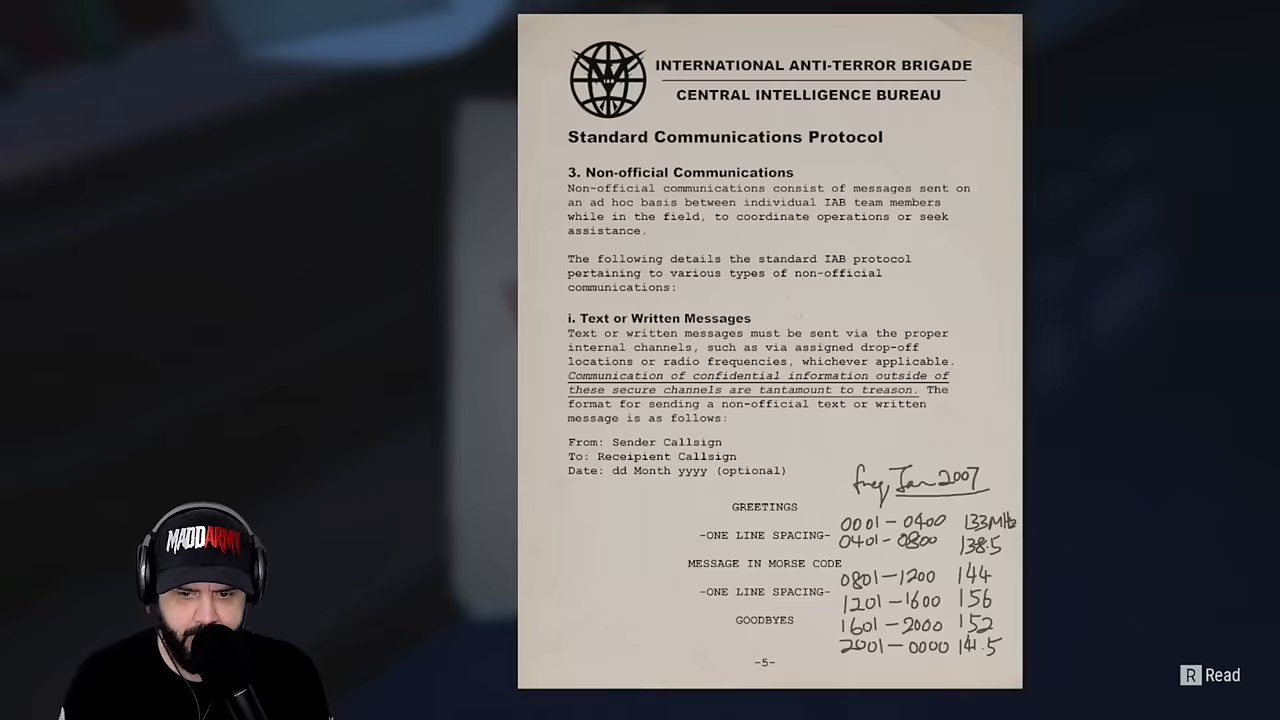 INTERNATIONAL ANTI-TERROR BRIGADE
CENTRAL INTELLIGENCE BUREAU
Standard Communications Protocol
3. Non-official Communications
Non-official communications consist of messages sent on
an ad hoc basis between individual IAB team members
while in the field, to coordinate operations or seek
assistance.
The following details the standard IAB protocol
pertaining to various types of non-official
communications:
i. Text or Written Messages
Text or written messages must be sent via the proper
internal channels, such as via assigned drop-off
locations or radio frequencies, whichever applicable.
Communication of confidential information outside of
these secure channels are tantamount to treason. The
format for sending a non-official text or written
message is as follows:
From: Sender Callsign
To: Receipient Callsign
Date: dd Month yyyy (optional)
freq Jan 2007
GREETINGS
0001-0400 133MHz
-ONE LINE SPACING-
0401-0800 138.5
MESSAGE IN MORSE CODE
0801-1200 144
-ONE LINE SPACING-
1201-1600 156
GOODBYES
1601-2000 152
2001-0000 141.5
-5-
R Read
MADDARMY